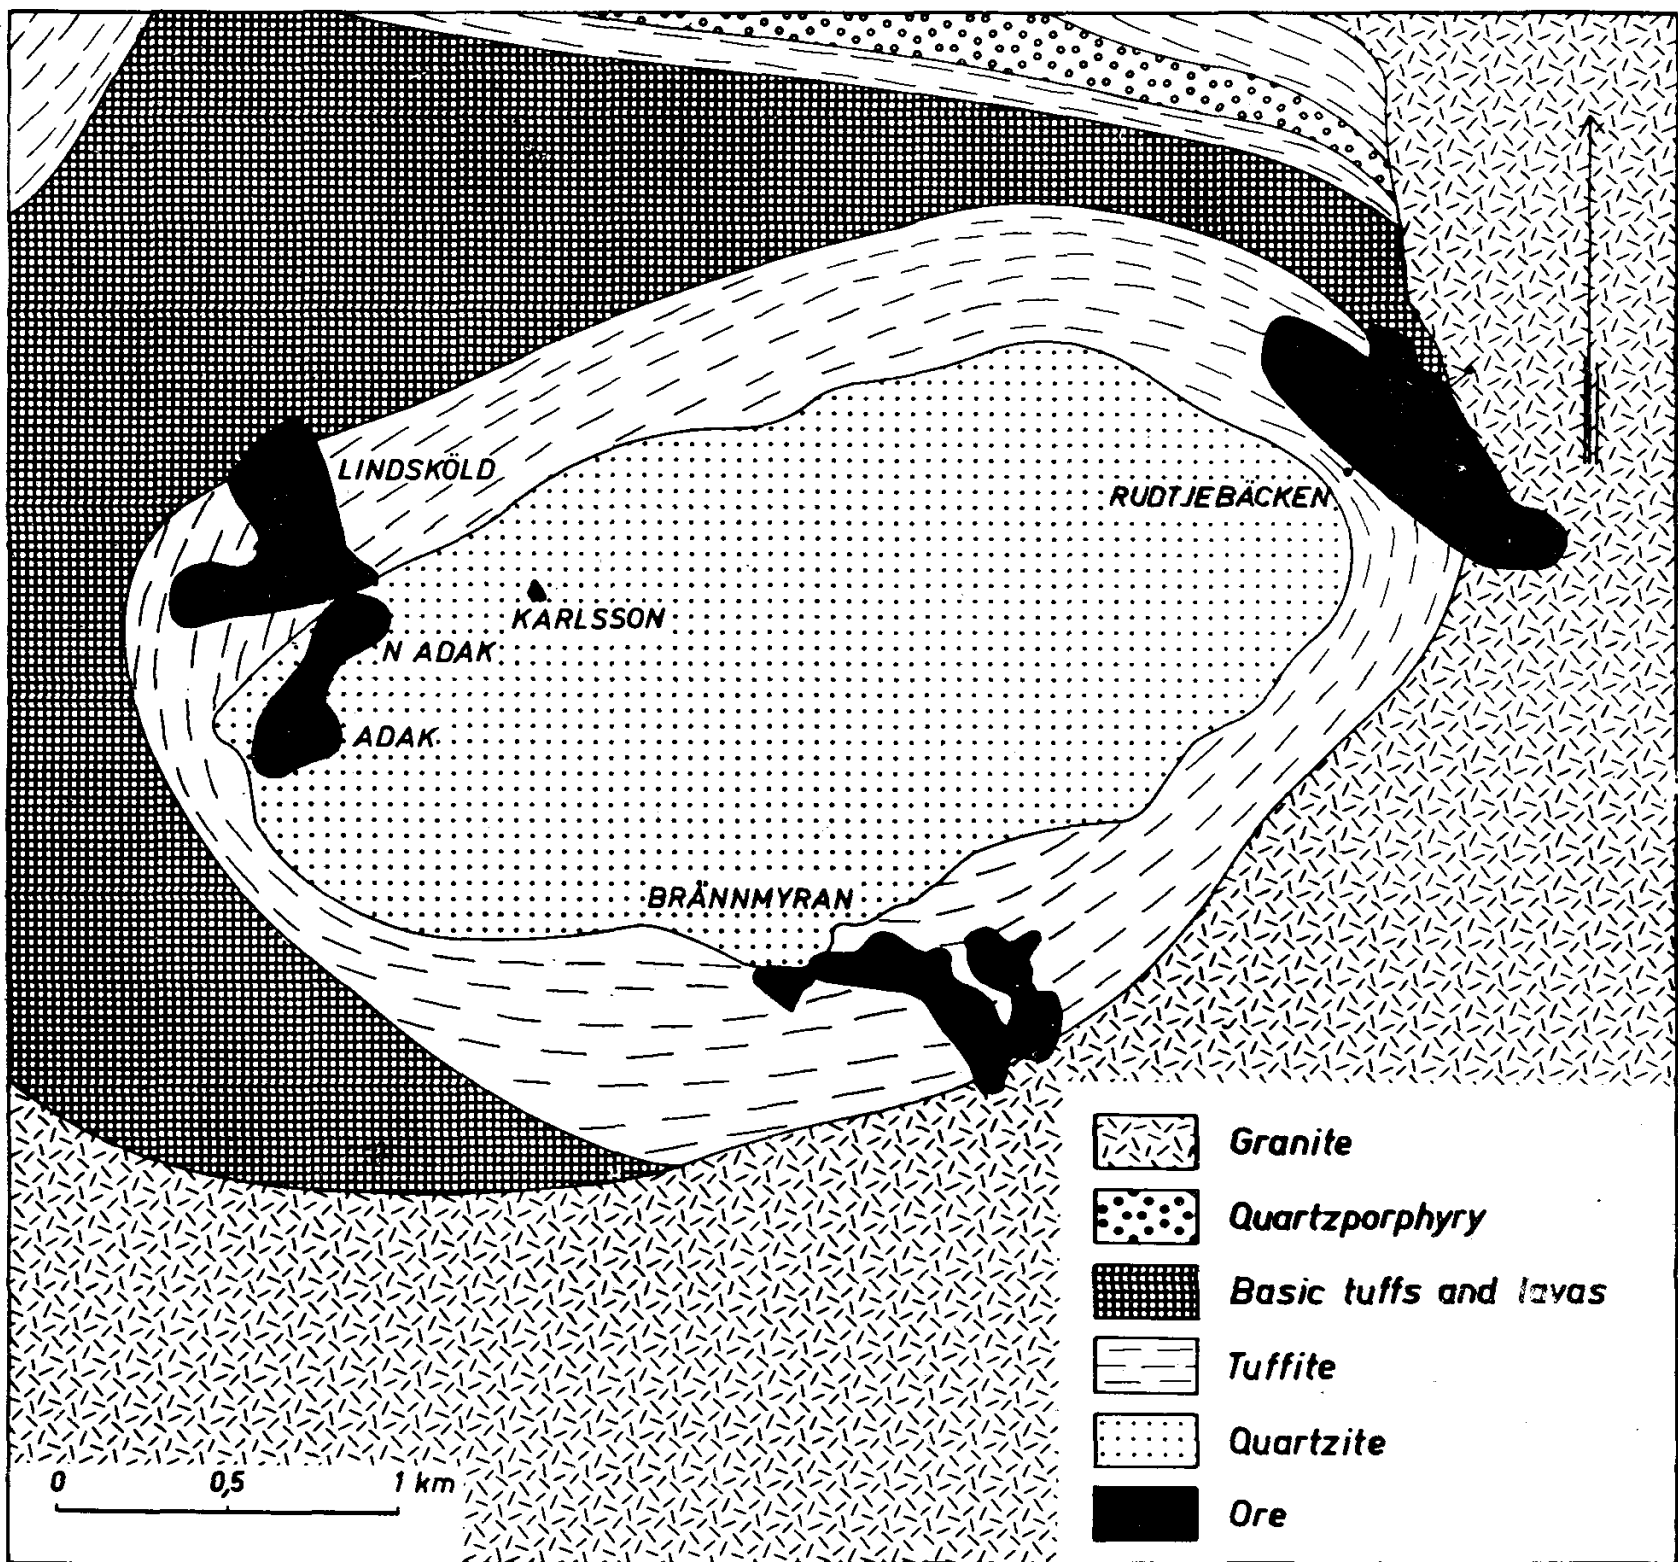 LINDSKÖLD
RUDTJEBÄCKEN
KARLSSON
N ADAK
ADAK
BRÄNNMYRAN
Granite
Quartzporphyry
Basic tuffs and lavas
Tuffite
Quartzite
Ore
0 0,5 1 km